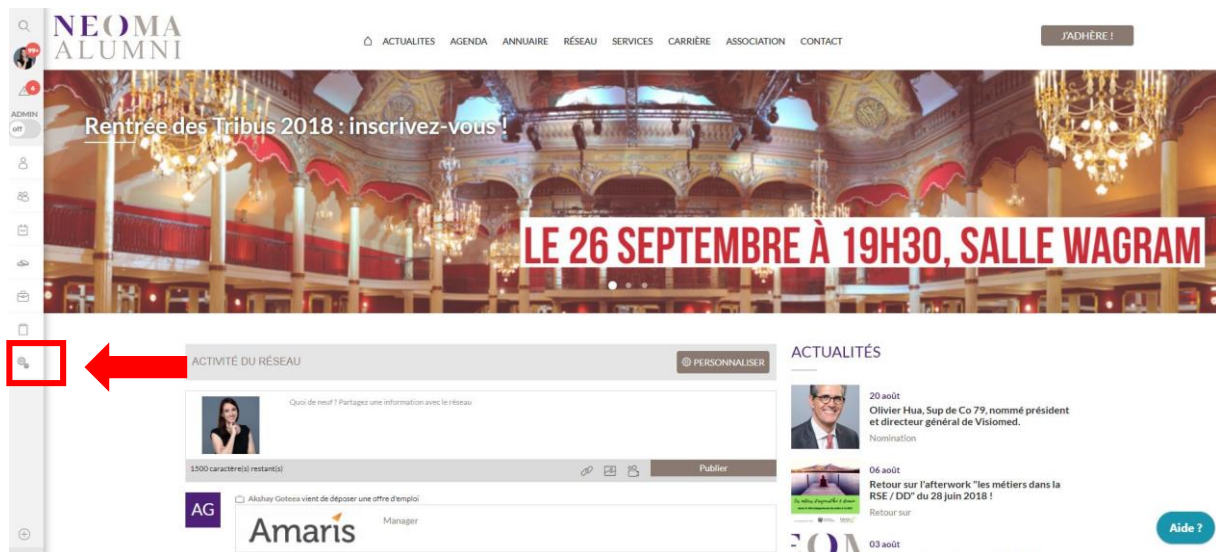 NEOMA
ALUMNI
ACTUALITES AGENDA ANNUAIRE RÉSEAU SERVICES CARRIÈRE ASSOCIATION CONTACT
J'ADHÈRE !
99+
4
ADMIN
off
Rentrée des Tribus 2018 : inscrivez-vous !
LE 26 SEPTEMBRE À 19H30, SALLE WAGRAM
ACTIVITÉ DU RÉSEAU
PERSONNALISER
Quoi de neuf ? Partagez une information avec le réseau
1500 caractère(s) restant(s)
Publier
AG
Akshay Goteea vient de déposer une offre d'emploi
Amaris
Manager
ACTUALITÉS
20 août
Olivier Hua, Sup de Co 79, nommé président
et directeur général de Visiomed.
Nomination
06 août
Retour sur l'afterwork "les métiers dans la
RSE / DD" du 28 juin 2018 !
Retour sur
03 août
Aide ?